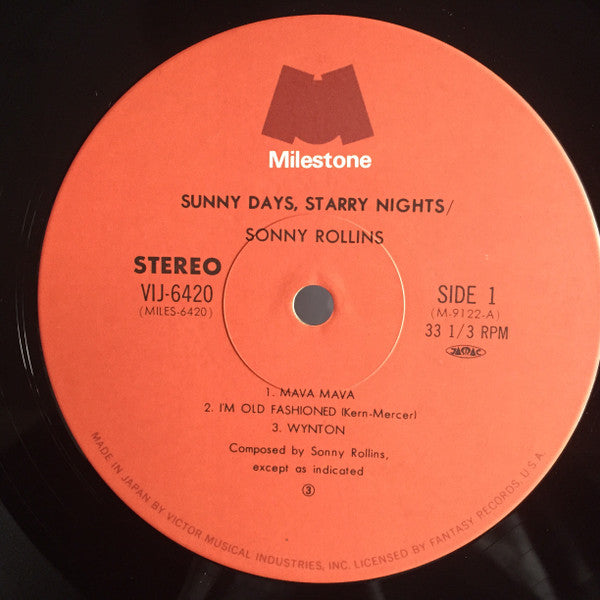 Milestone
SUNNY DAYS, STARRY NIGHTS/
SONNY ROLLINS
STEREO
VIJ-6420
(MILES-6420)
SIDE 1
(M-9122-A)
33 1/3 RPM
JASRAC
1. MAVA MAVA
2. I'M OLD FASHIONED (Kern-Mercer)
3. WYNTON
Composed by Sonny Rollins,
except as indicated
③
MADE IN JAPAN BY VICTOR MUSICAL INDUSTRIES, INC. LICENSED BY FANTASY RECORDS, U.S.A.